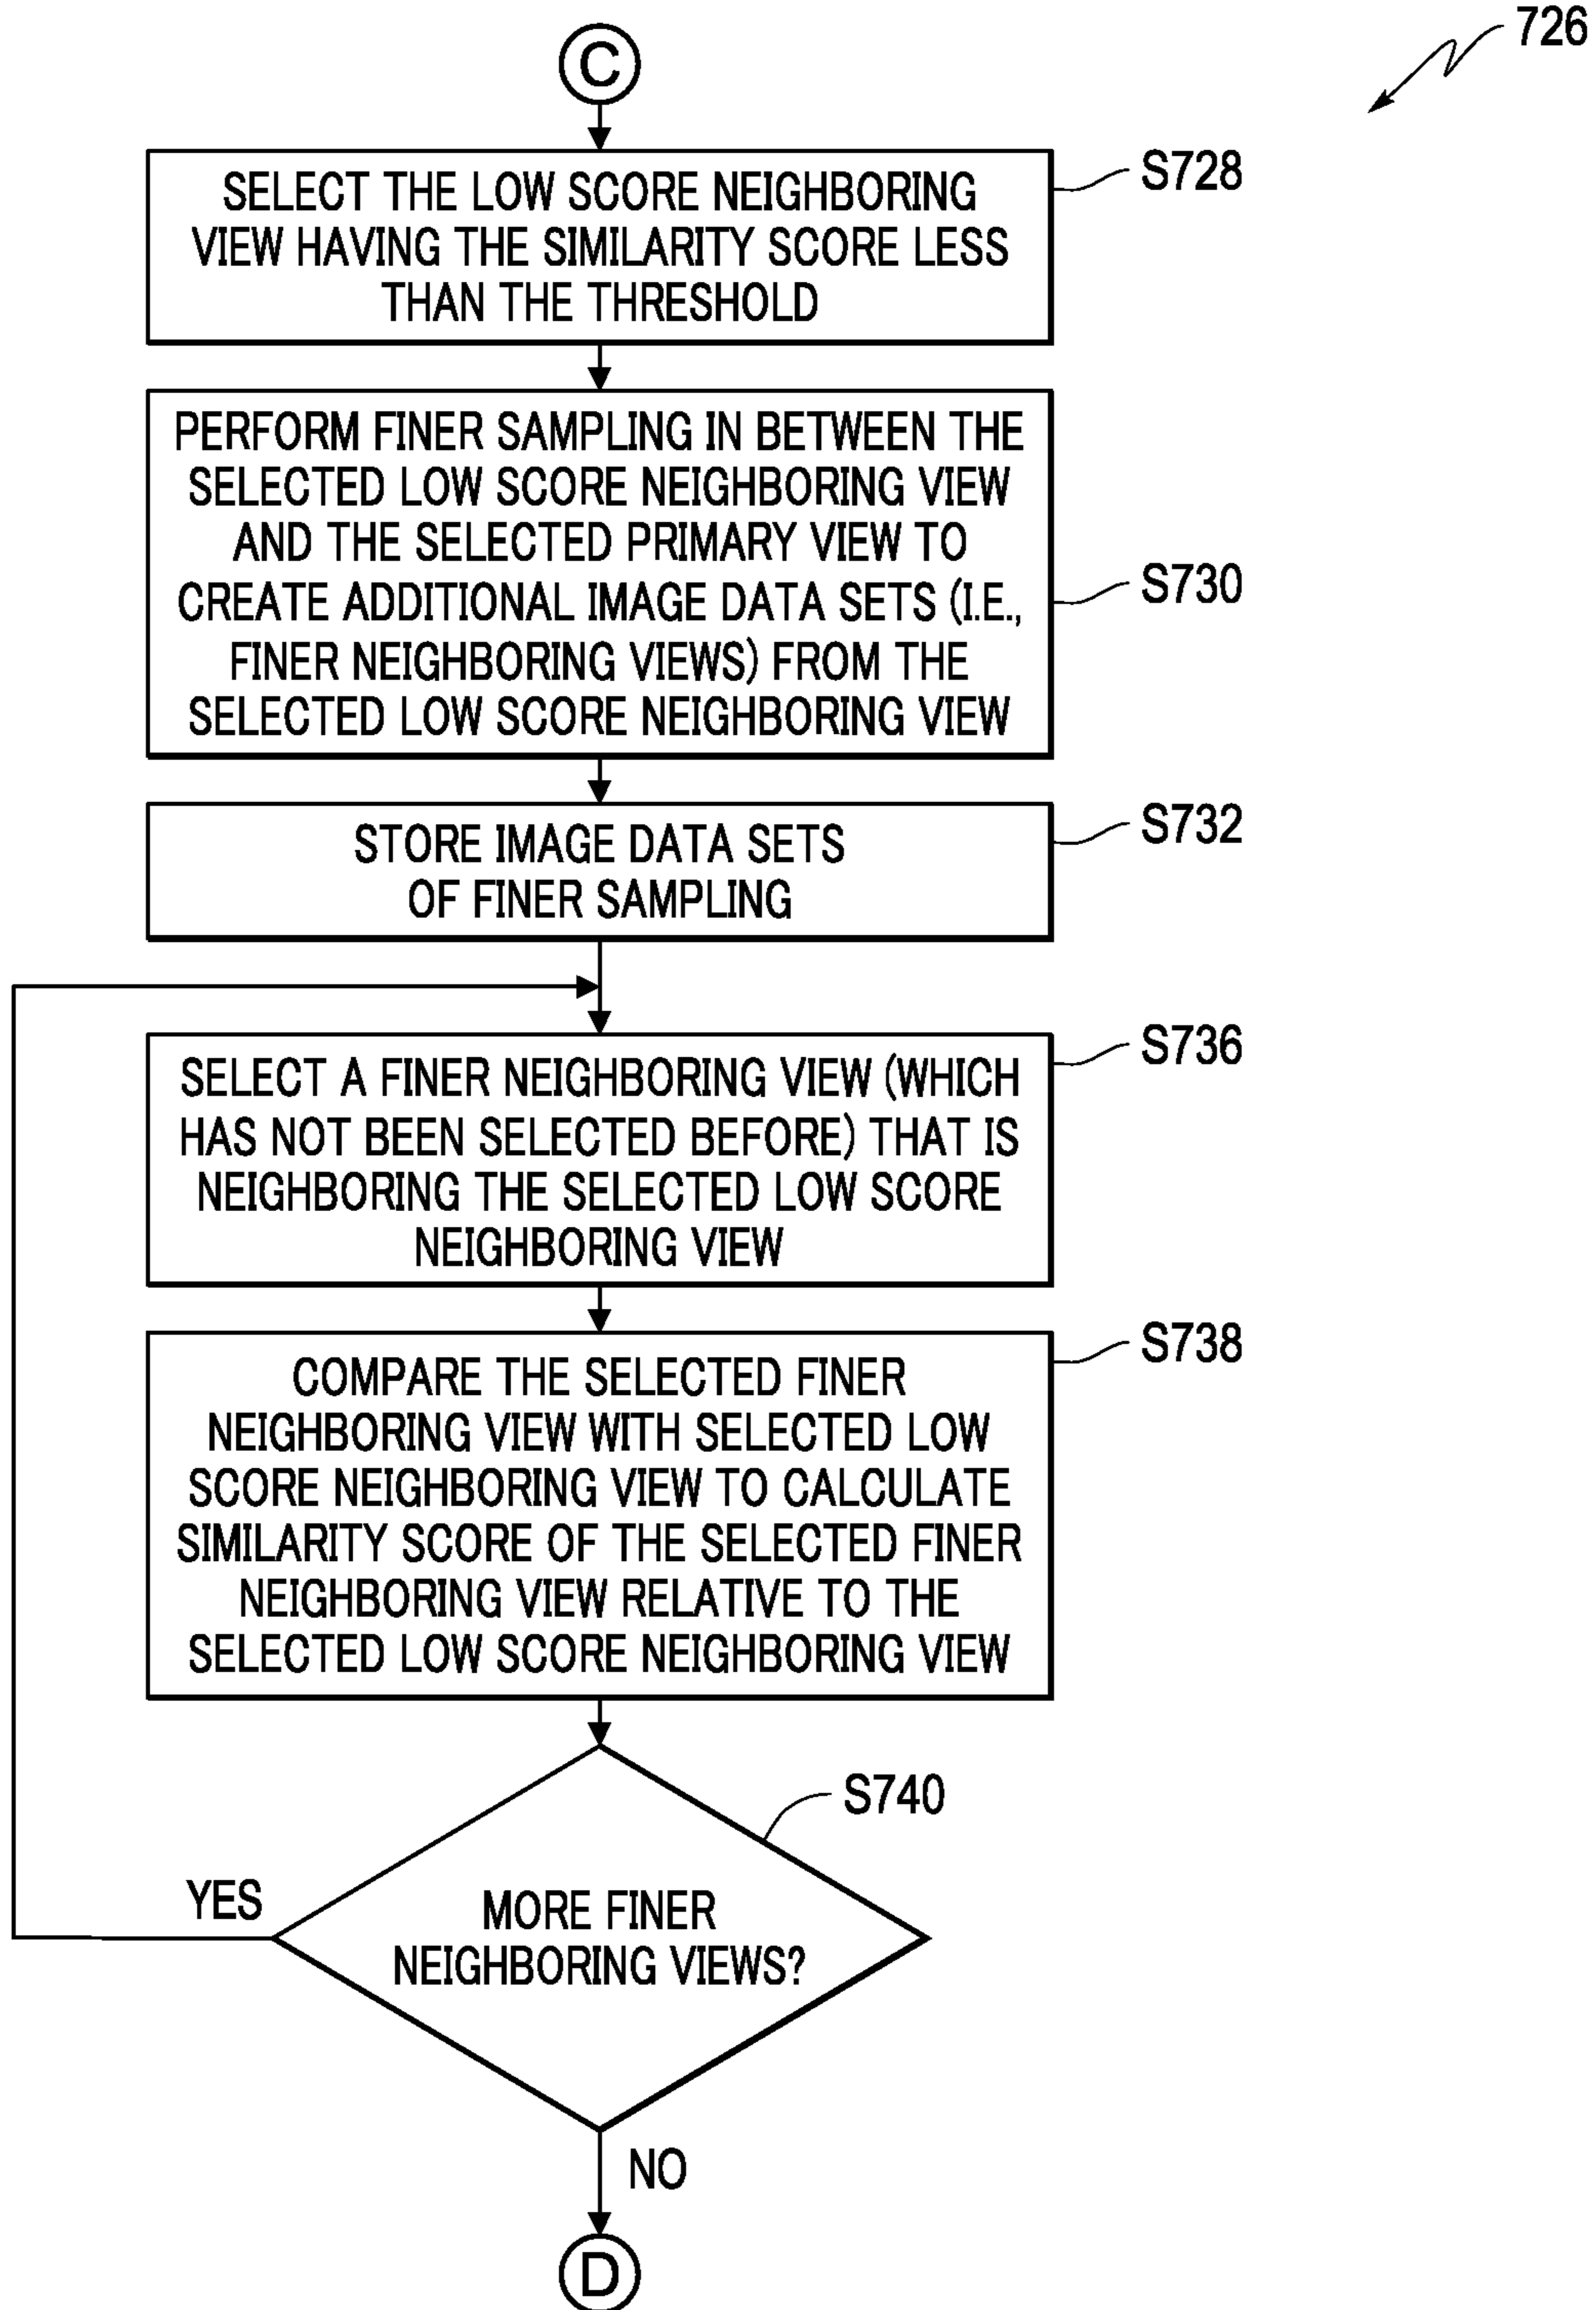 726
C
S728
SELECT THE LOW SCORE NEIGHBORING
VIEW HAVING THE SIMILARITY SCORE LESS
THAN THE THRESHOLD
PERFORM FINER SAMPLING IN BETWEEN THE
SELECTED LOW SCORE NEIGHBORING VIEW
AND THE SELECTED PRIMARY VIEW TO
CREATE ADDITIONAL IMAGE DATA SETS (I.E.,
FINER NEIGHBORING VIEWS) FROM THE
SELECTED LOW SCORE NEIGHBORING VIEW
S730
STORE IMAGE DATA SETS
OF FINER SAMPLING
S732
SELECT A FINER NEIGHBORING VIEW (WHICH
HAS NOT BEEN SELECTED BEFORE) THAT IS
NEIGHBORING THE SELECTED LOW SCORE
NEIGHBORING VIEW
S736
COMPARE THE SELECTED FINER
NEIGHBORING VIEW WITH SELECTED LOW
SCORE NEIGHBORING VIEW TO CALCULATE
SIMILARITY SCORE OF THE SELECTED FINER
NEIGHBORING VIEW RELATIVE TO THE
SELECTED LOW SCORE NEIGHBORING VIEW
S738
S740
YES
MORE FINER
NEIGHBORING VIEWS?
NO
D